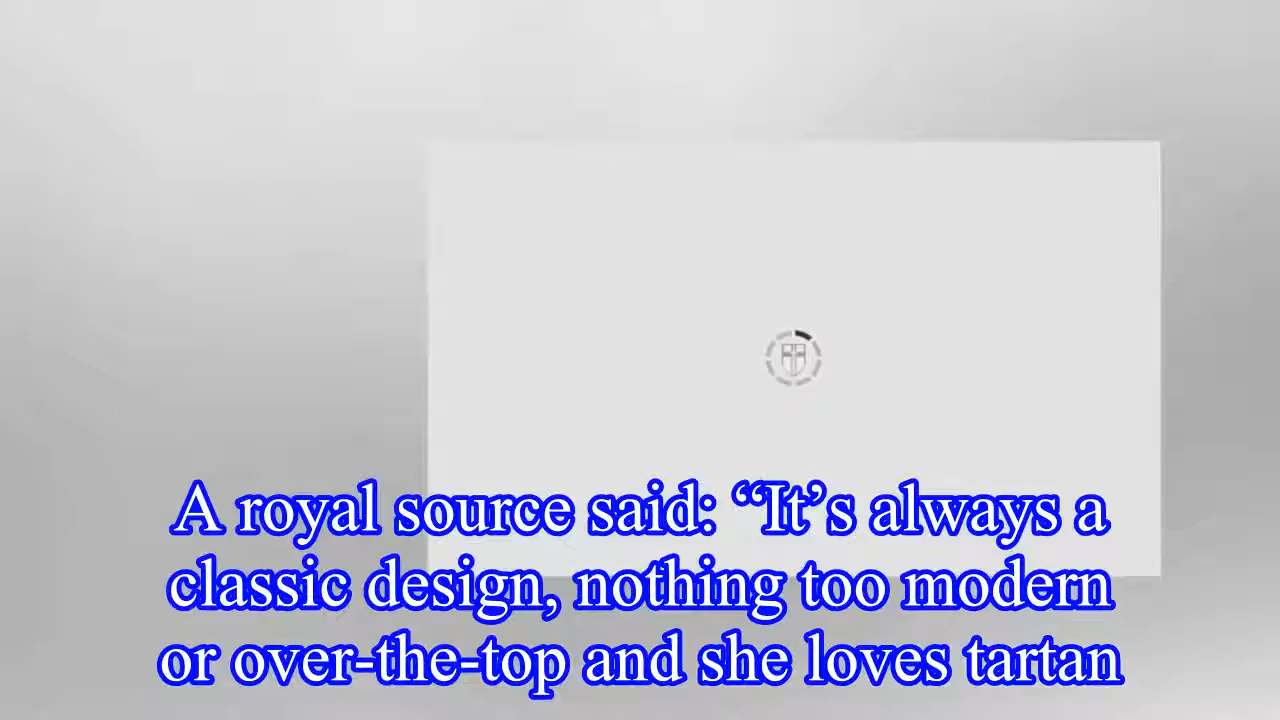 A royal source said: “It’s always a
classic design, nothing too modern
or over-the-top and she loves tartan